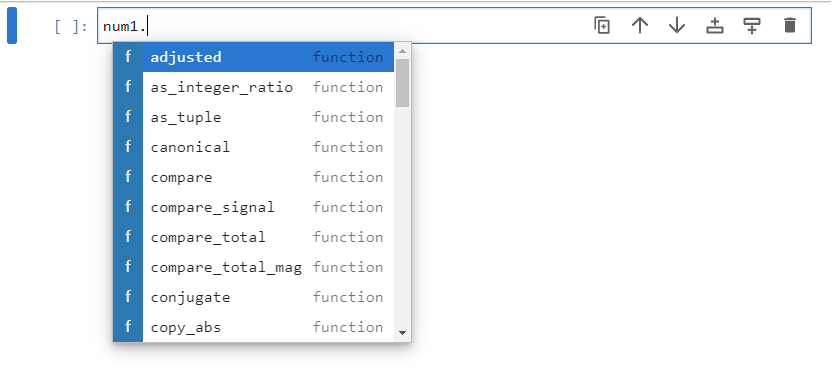 [ ]: num1.
f adjusted function
f as_integer_ratio function
f as_tuple function
f canonical function
f compare function
f compare_signal function
f compare_total function
f compare_total_mag function
f conjugate function
f copy_abs function